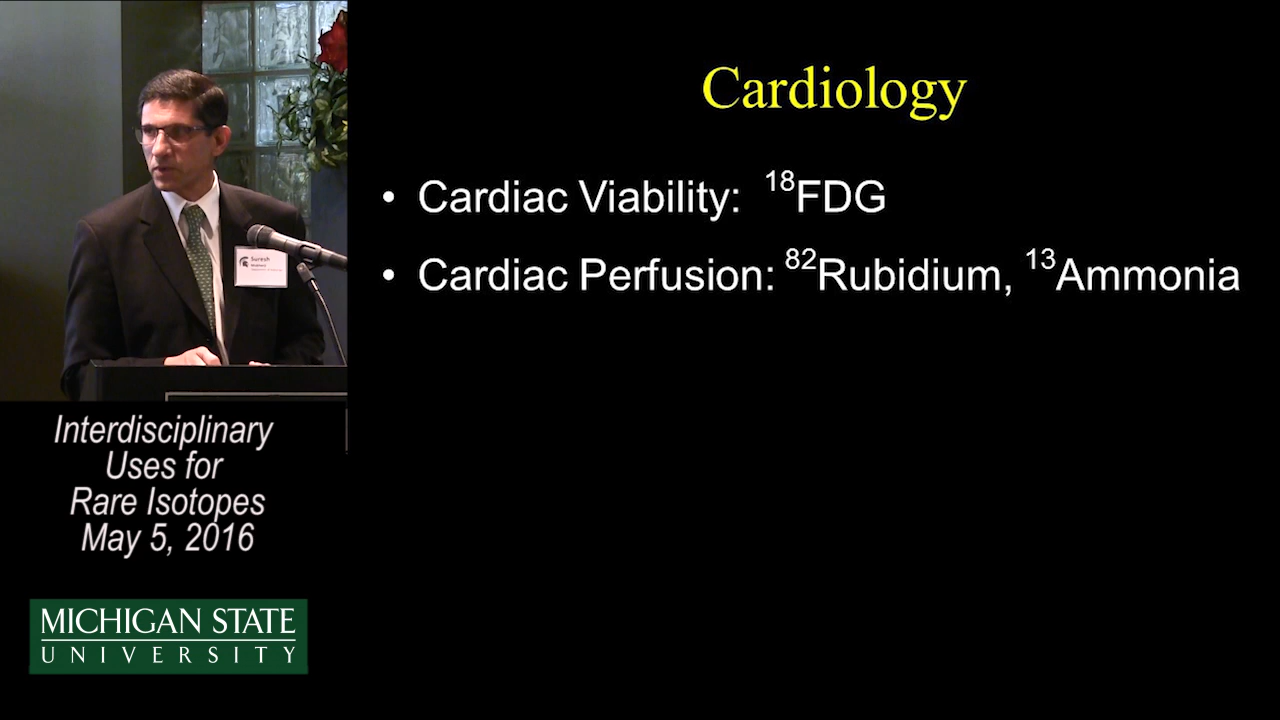 Cardiology
• Cardiac Viability: ¹⁸FDG
• Cardiac Perfusion: ⁸²Rubidium, ¹³Ammonia
Suresh
Interdisciplinary
Uses for
Rare Isotopes
May 5, 2016
MICHIGAN STATE
UNIVERSITY